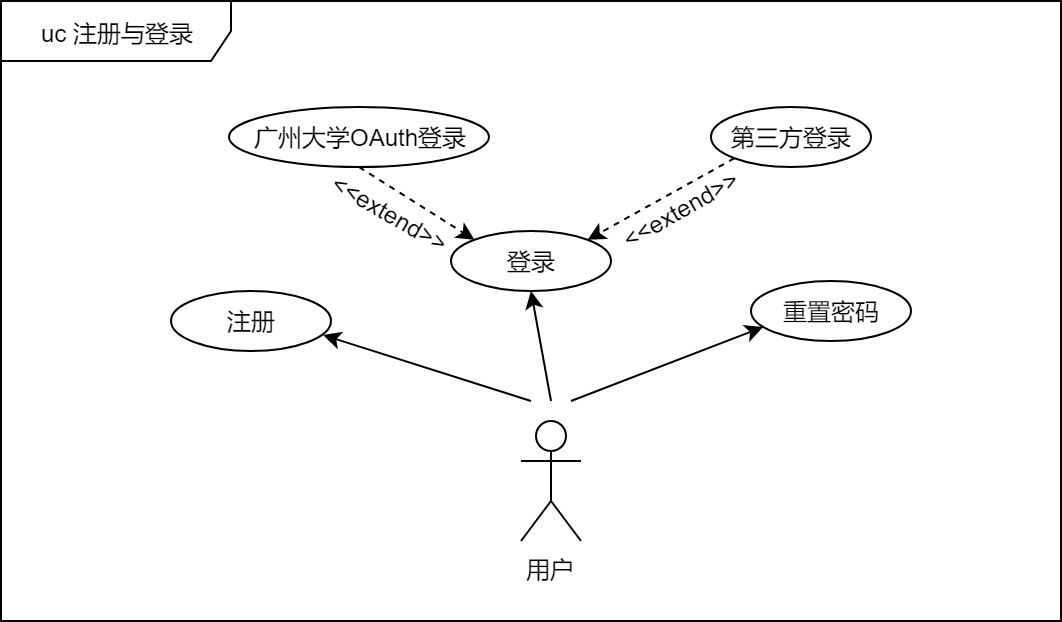 uc 注册与登录
广州大学OAuth登录
第三方登录
<<extend>>
<<extend>>
登录
注册
重置密码
用户